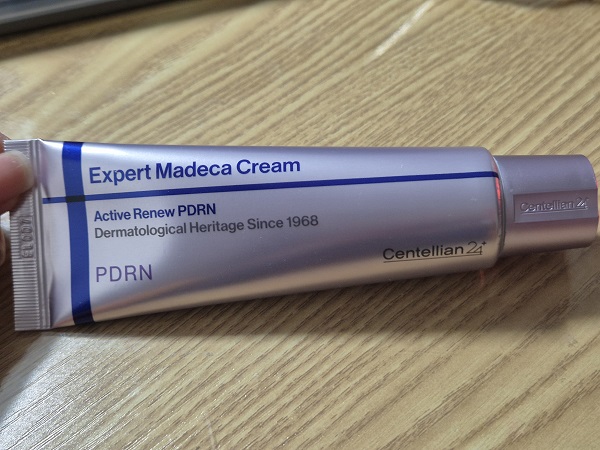 Expert Madeca Cream
Active Renew PDRN
Dermatological Heritage Since 1968
PDRN
Centellian 24+
Centellian 24+